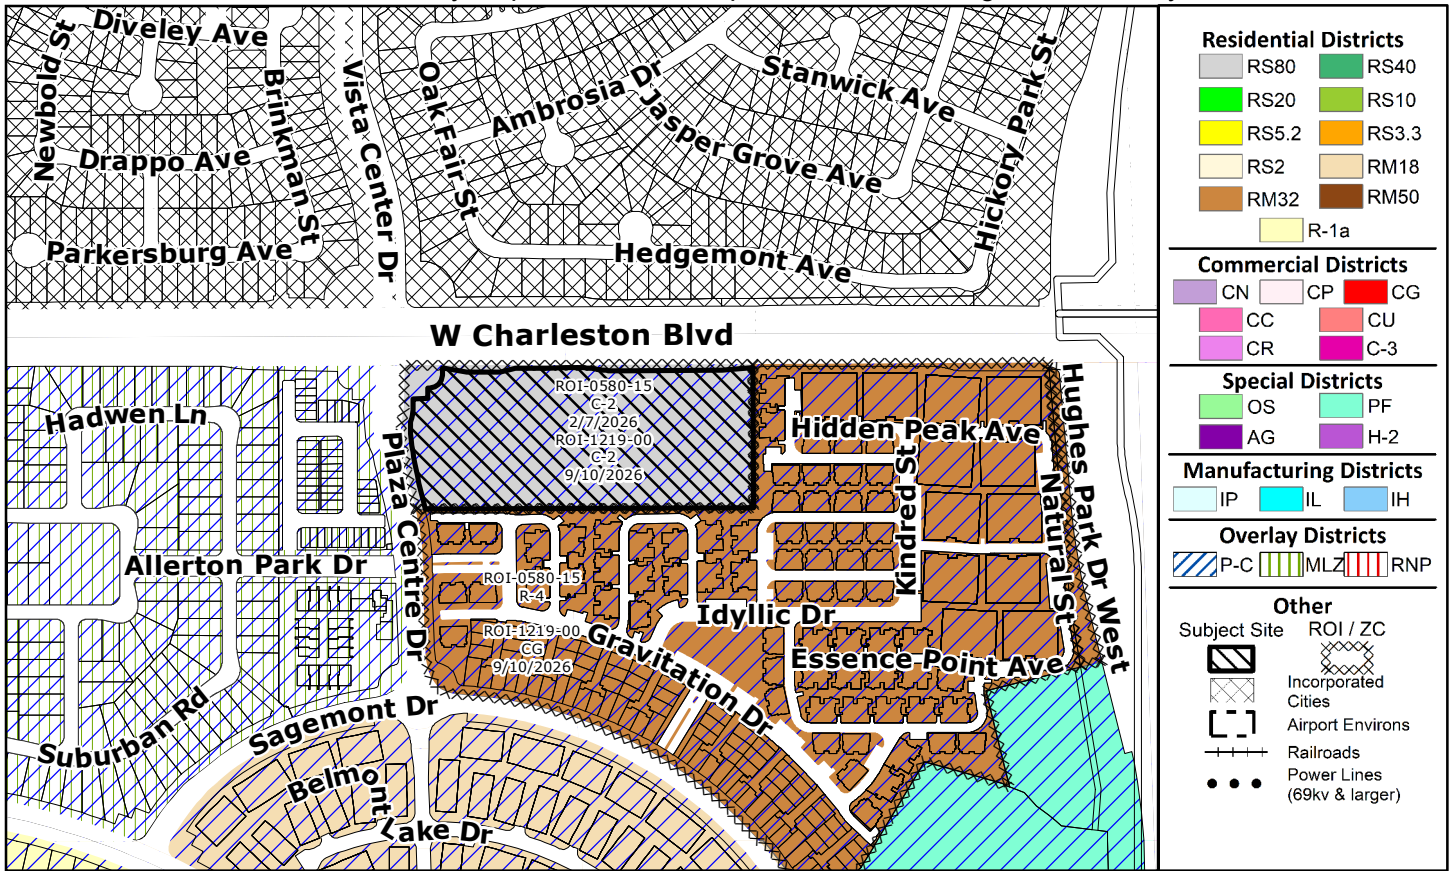 Diveley Ave
Newbold St
Brinkman St
Vista Center Dr
Drappo Ave
Parkersburg Ave
Oak Fair St
Ambrosia Dr
Jasper Grove Ave
Stanwick Ave
Hickory Park St
Hedgemont Ave
W Charleston Blvd
Hadwen Ln
Plaza Centre Dr
ROI-0580-15
C-2
2/7/2026
ROI-1219-00
C-2
9/10/2026
Hidden Peak Ave
Kindred St
Natural St
Hughes Park Dr West
Allerton Park Dr
ROI-0580-15
R-4
ROI-1219-00
CG
9/10/2026
Idyllic Dr
Gravitation Dr
Essence Point Ave
Suburban Rd
Sagemont Dr
Belmont
Lake Dr
Residential Districts
RS80
RS40
RS20
RS10
RS5.2
RS3.3
RS2
RM18
RM32
RM50
R-1a
Commercial Districts
CN
CP
CG
CC
CU
CR
C-3
Special Districts
OS
PF
AG
H-2
Manufacturing Districts
IP
IL
IH
Overlay Districts
P-C
MLZ
RNP
Other
Subject Site
ROI / ZC
Incorporated
Cities
Airport Environs
Railroads
Power Lines
(69kv & larger)